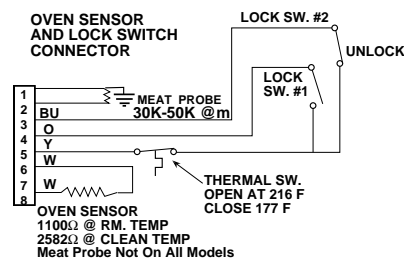 OVEN SENSOR
AND LOCK SWITCH
CONNECTOR
LOCK SW. #2
UNLOCK
LOCK
SW. #1
1
2
3
4
5
6
7
8
MEAT PROBE
30K-50K @m
BU
O
Y
W
W
THERMAL SW.
OPEN AT 216 F
CLOSE 177 F
OVEN SENSOR
1100Ω @ RM. TEMP
2582Ω @ CLEAN TEMP
Meat Probe Not On All Models